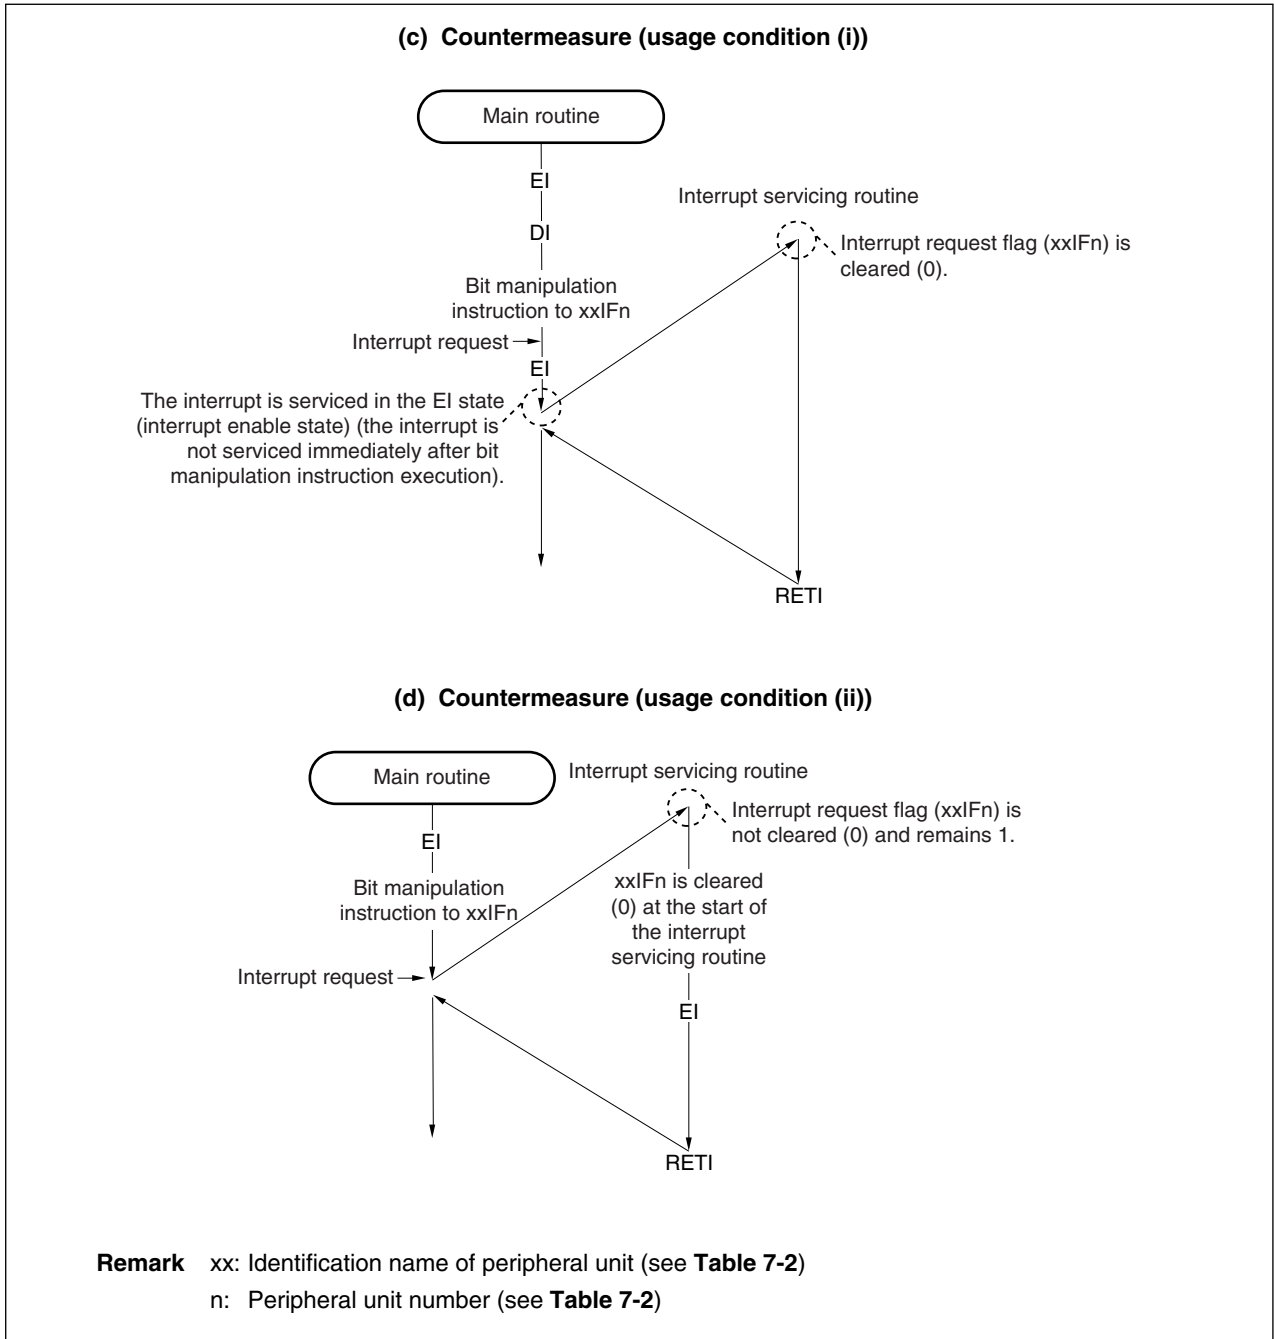 (c) Countermeasure (usage condition (i))
Main routine
EI
DI
Bit manipulation
instruction to xxIFn
Interrupt request
EI
The interrupt is serviced in the EI state
(interrupt enable state) (the interrupt is
not serviced immediately after bit
manipulation instruction execution).
Interrupt servicing routine
Interrupt request flag (xxIFn) is
cleared (0).
RETI
(d) Countermeasure (usage condition (ii))
Main routine
EI
Bit manipulation
instruction to xxIFn
Interrupt request
Interrupt servicing routine
Interrupt request flag (xxIFn) is
not cleared (0) and remains 1.
xxIFn is cleared
(0) at the start of
the interrupt
servicing routine
EI
RETI
Remark xx: Identification name of peripheral unit (see Table 7-2)
n: Peripheral unit number (see Table 7-2)